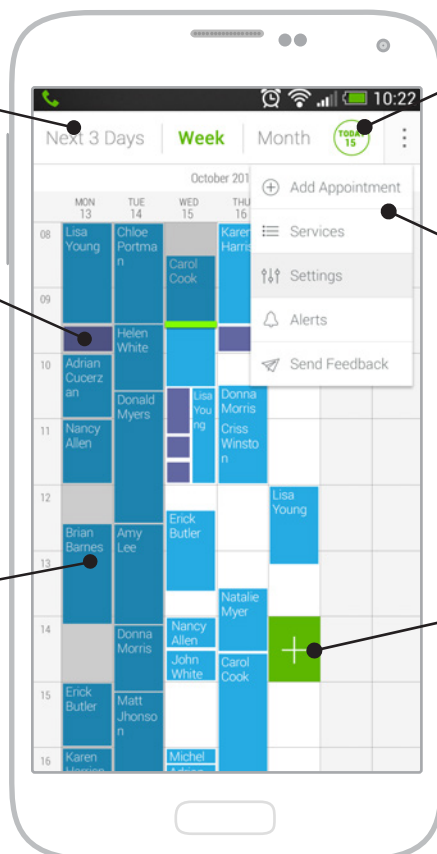 10:22
Next 3 Days
Week
Month
TODAY
15
October 201
MON
13
TUE
14
WED
15
THU
16
Add Appointment
Services
Settings
Alerts
Send Feedback
08
09
10
11
12
13
14
15
16
Lisa
Young
Adrian
Cucerz
an
Nancy
Allen
Brian
Barnes
Erick
Butler
Karen
Chloe
Portma
n
Helen
White
Donald
Myers
Amy
Lee
Donna
Morris
Matt
Jhonso
n
Carol
Cook
Lisa
You
ng
Erick
Butler
Nancy
Allen
John
White
Michel
Karen
Harris
Donna
Morris
Criss
Winsto
n
Natalie
Myer
Carol
Cook
Lisa
Young